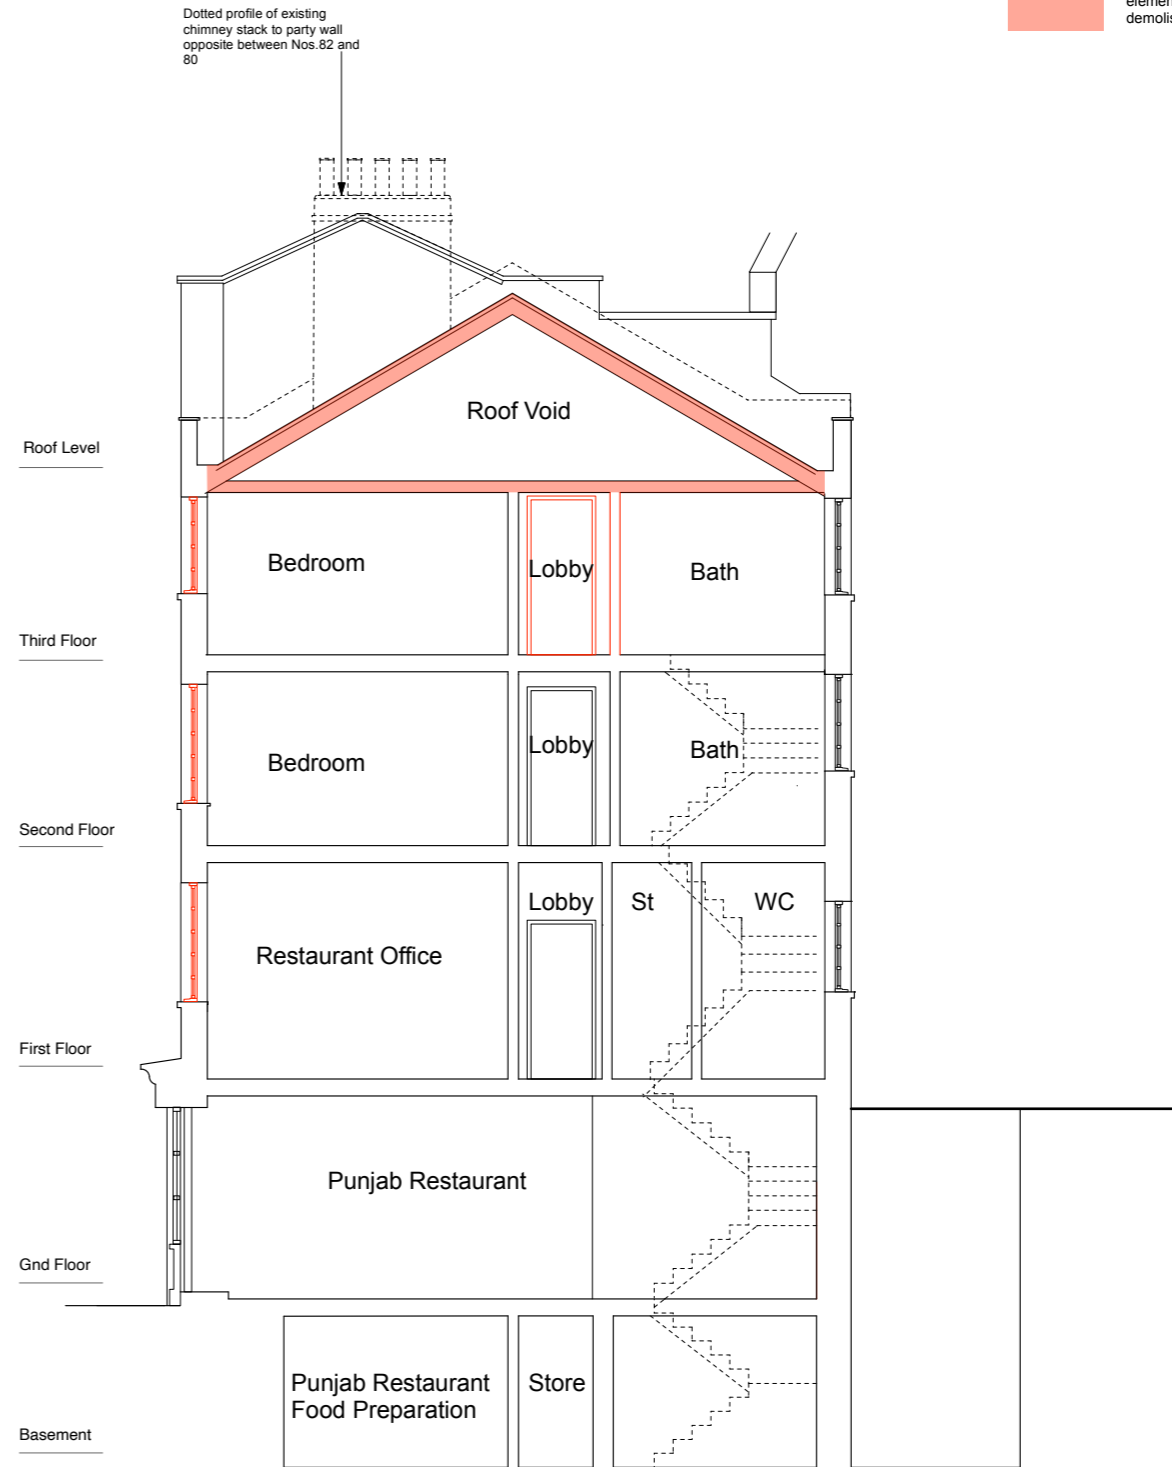 Dotted profile of existing
chimney stack to party wall
opposite between Nos.82 and
80
demolis
Roof Void
Roof Level
Bedroom
Lobby
Bath
Third Floor
Bedroom
Lobby
Bath
Second Floor
Lobby
St
WC
Restaurant Office
First Floor
Punjab Restaurant
Gnd Floor
Punjab Restaurant
Food Preparation
Store
Basement